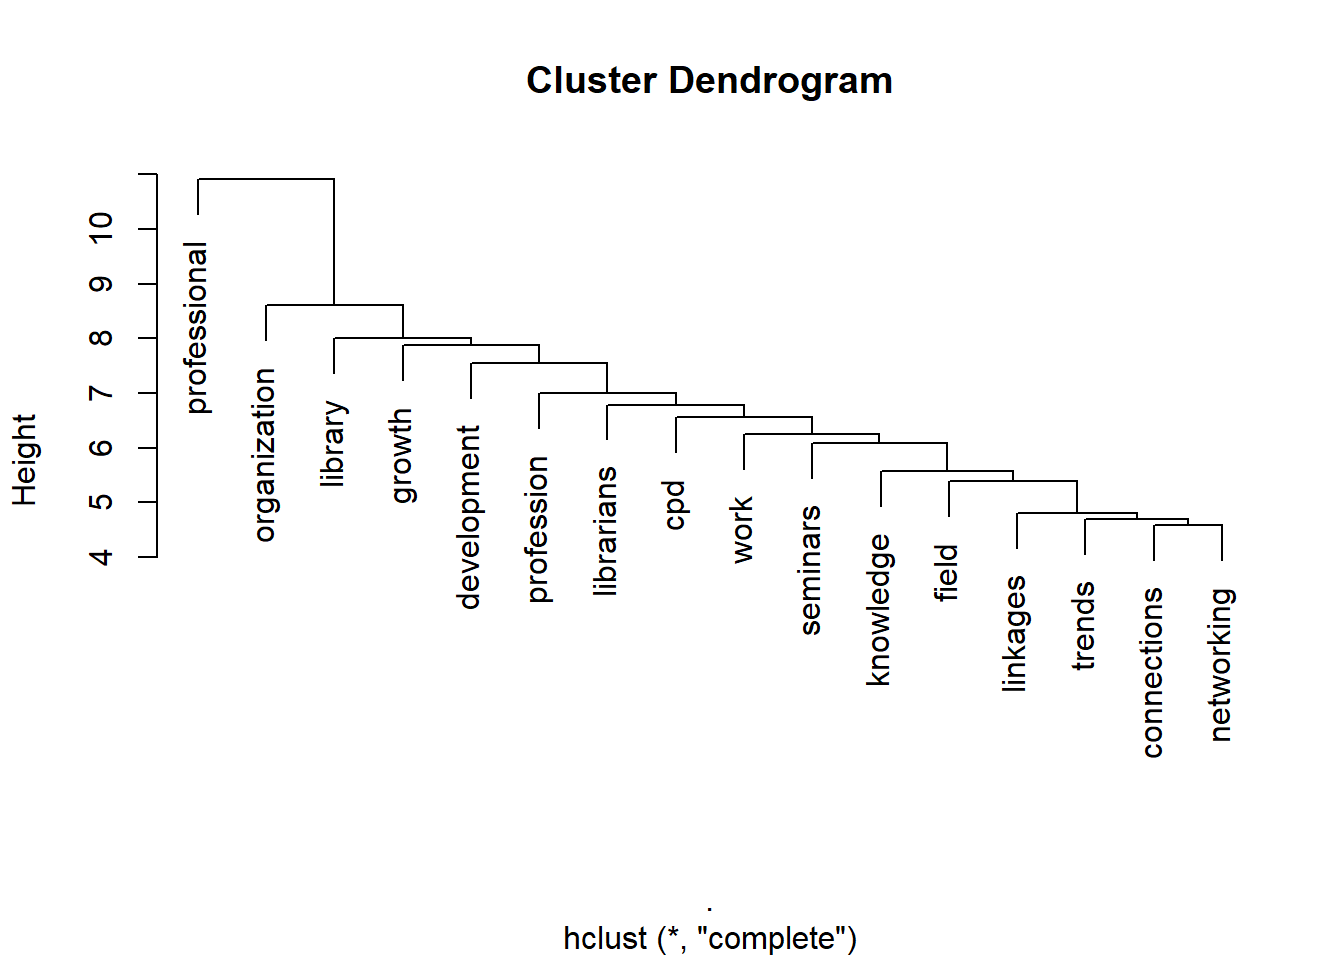 Cluster Dendrogram
Height
10
9
8
7
6
5
4
professional
organization
library
growth
development
profession
librarians
cpd
work
seminars
knowledge
field
linkages
trends
connections
networking
.
hclust (*, "complete")